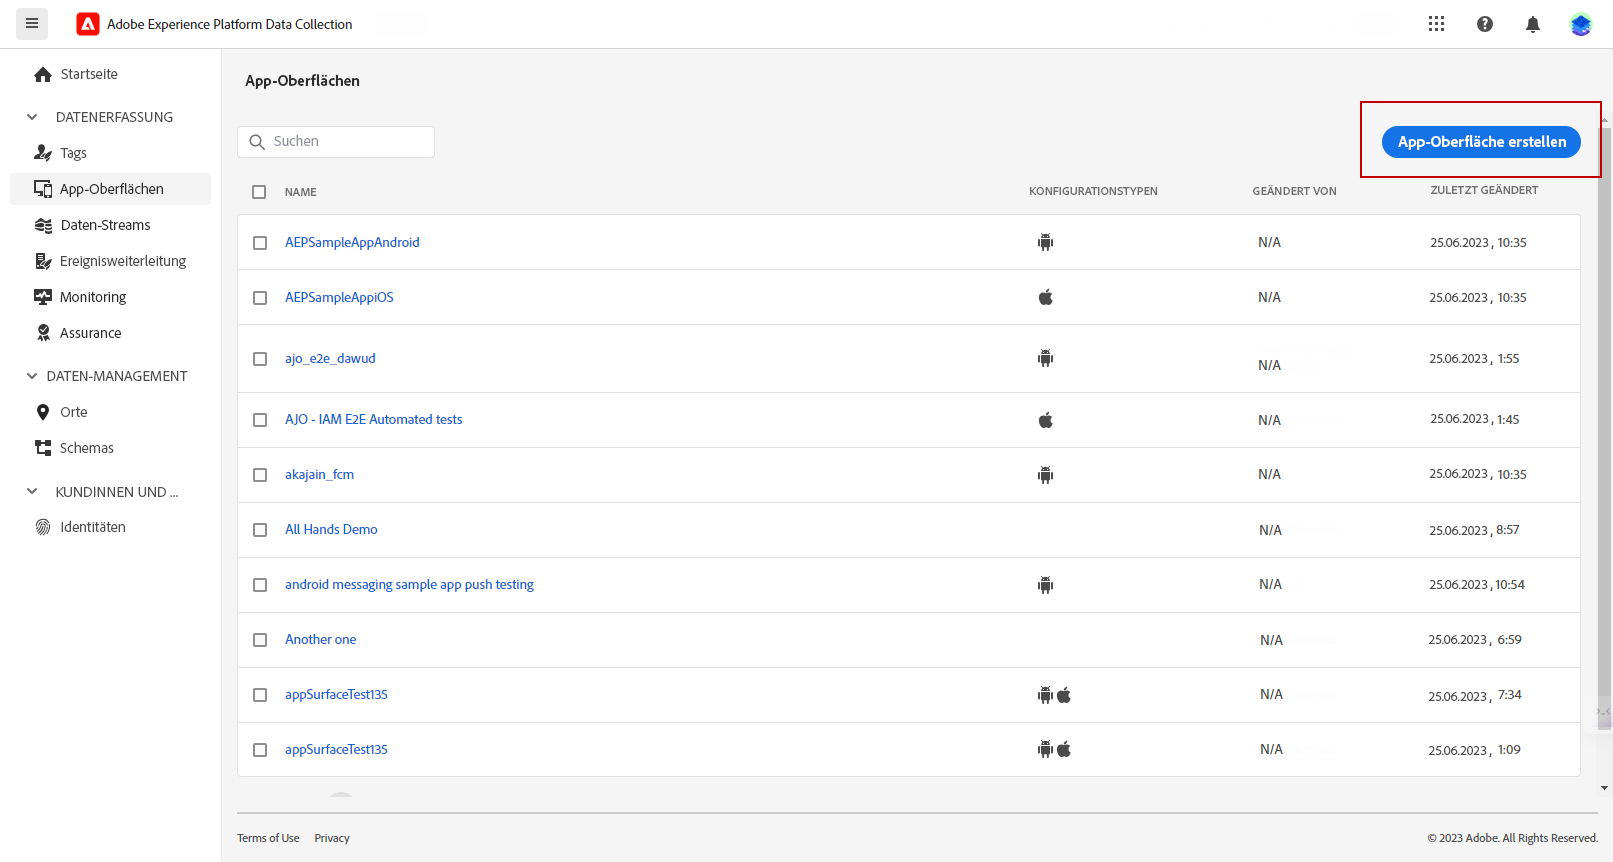 Adobe Experience Platform Data Collection
Startseite
DATENERFASSUNG
Tags
App-Oberflächen
Daten-Streams
Ereignisweiterleitung
Monitoring
Assurance
DATEN-MANAGEMENT
Orte
Schemas
KUNDINNEN UND ...
Identitäten
App-Oberflächen
Suchen
App-Oberfläche erstellen
NAME KONFIGURATIONSTYPEN GEÄNDERT VON ZULETZT GEÄNDERT
AEPSampleAppAndroid N/A 25.06.2023, 10:35
AEPSampleAppiOS N/A 25.06.2023, 10:35
ajo_e2e_dawud N/A 25.06.2023, 1:55
AJO - IAM E2E Automated tests N/A 25.06.2023, 1:45
akajain_fcm N/A 25.06.2023, 10:35
All Hands Demo N/A 25.06.2023, 8:57
android messaging sample app push testing N/A 25.06.2023, 10:54
Another one N/A 25.06.2023, 6:59
appSurfaceTest135 N/A 25.06.2023, 7:34
appSurfaceTest135 N/A 25.06.2023, 1:09
Terms of Use Privacy © 2023 Adobe. All Rights Reserved.